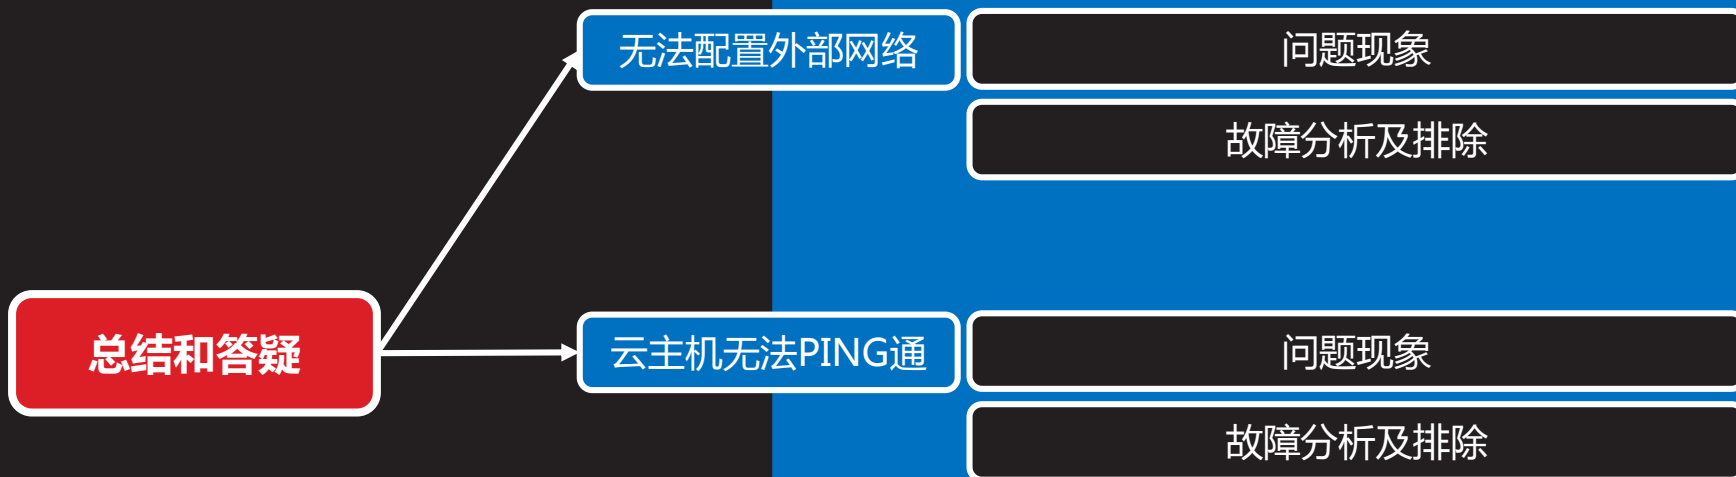 无法配置外部网络
问题现象
故障分析及排除
总结和答疑
云主机无法PING通
问题现象
故障分析及排除